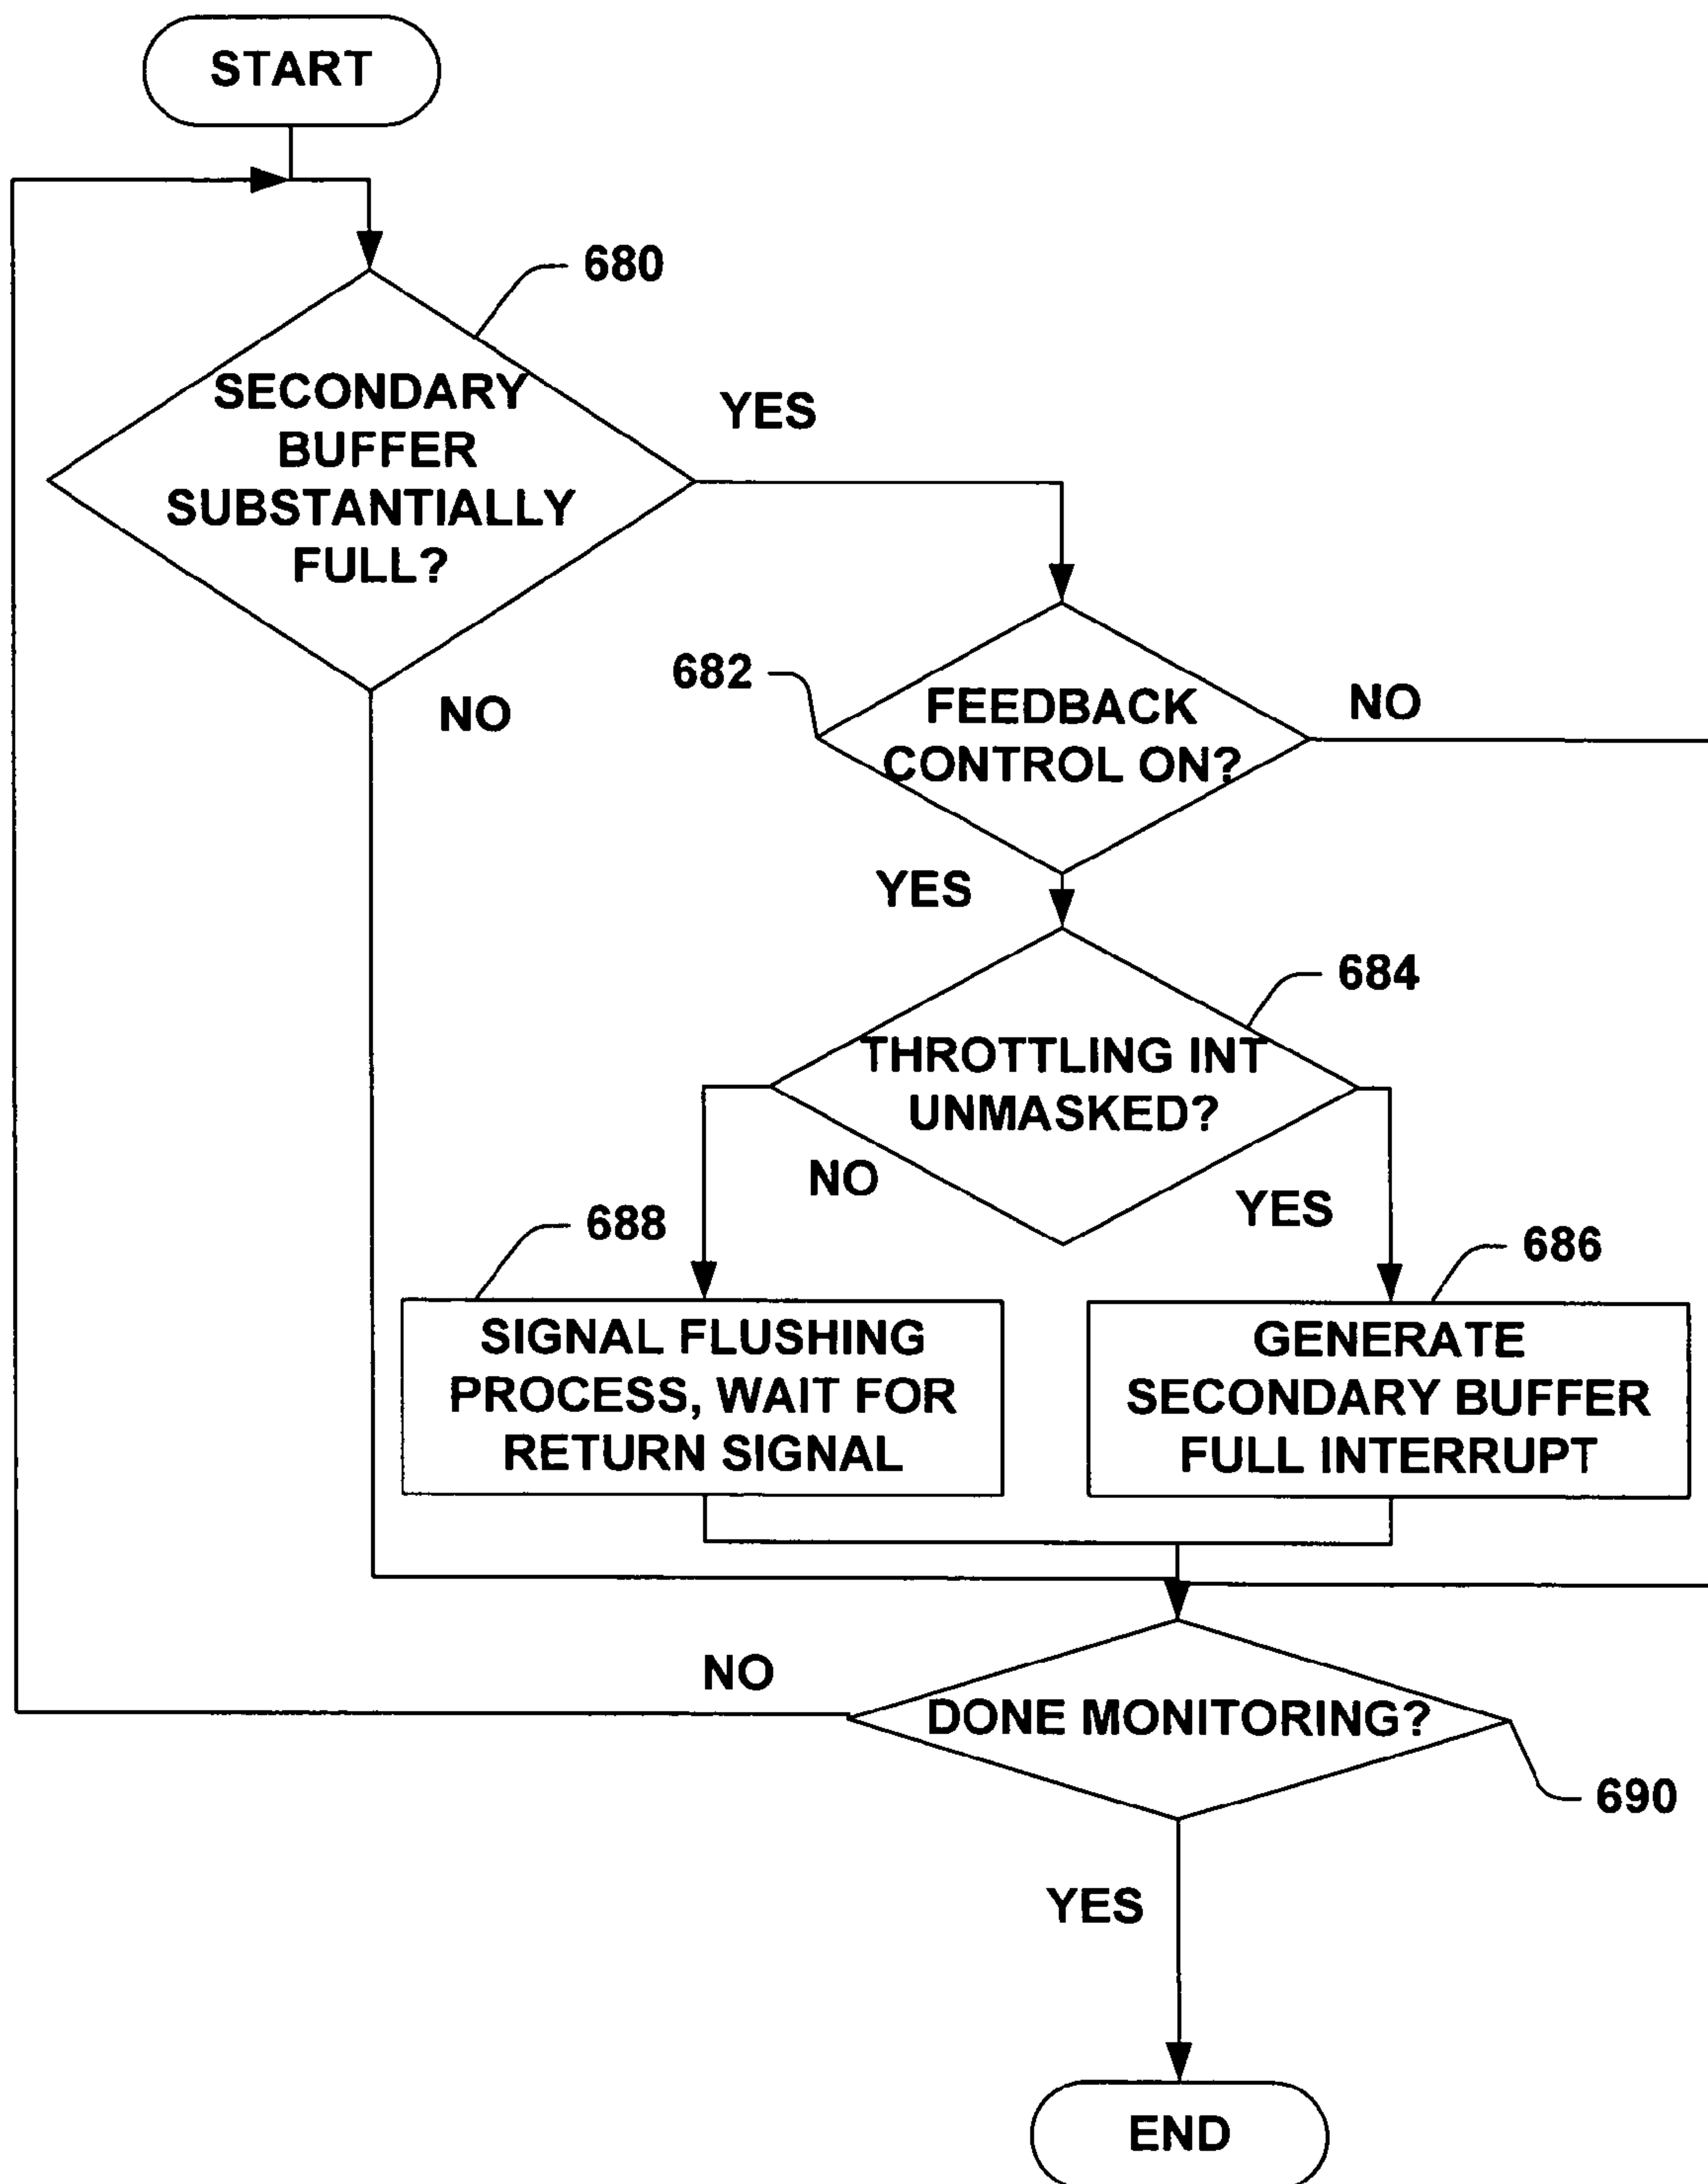 START
680
SECONDARY
BUFFER
SUBSTANTIALLY
FULL?
YES
NO
682
FEEDBACK
CONTROL ON?
NO
YES
684
THROTTLING INT
UNMASKED?
NO
YES
688
686
SIGNAL FLUSHING
PROCESS, WAIT FOR
RETURN SIGNAL
GENERATE
SECONDARY BUFFER
FULL INTERRUPT
NO
DONE MONITORING?
690
YES
END